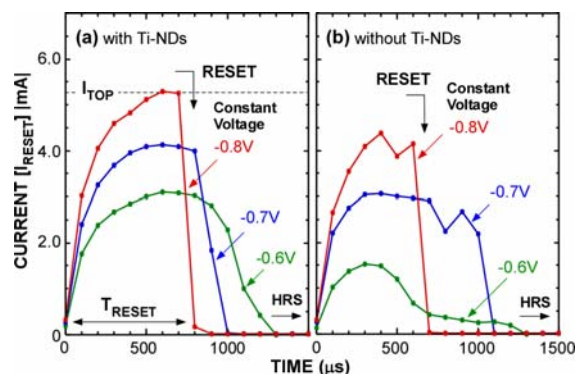 (a) with Ti-NDs
(b) without Ti-NDs
RESET
RESET
I_TOP
Constant
Voltage
Constant
Voltage
-0.8V
-0.8V
-0.7V
-0.7V
-0.6V
-0.6V
T_RESET
HRS
HRS
CURRENT [I_RESET] |mA|
6.0
4.0
2.0
0
0
1000
0
500
1000
1500
TIME (μs)